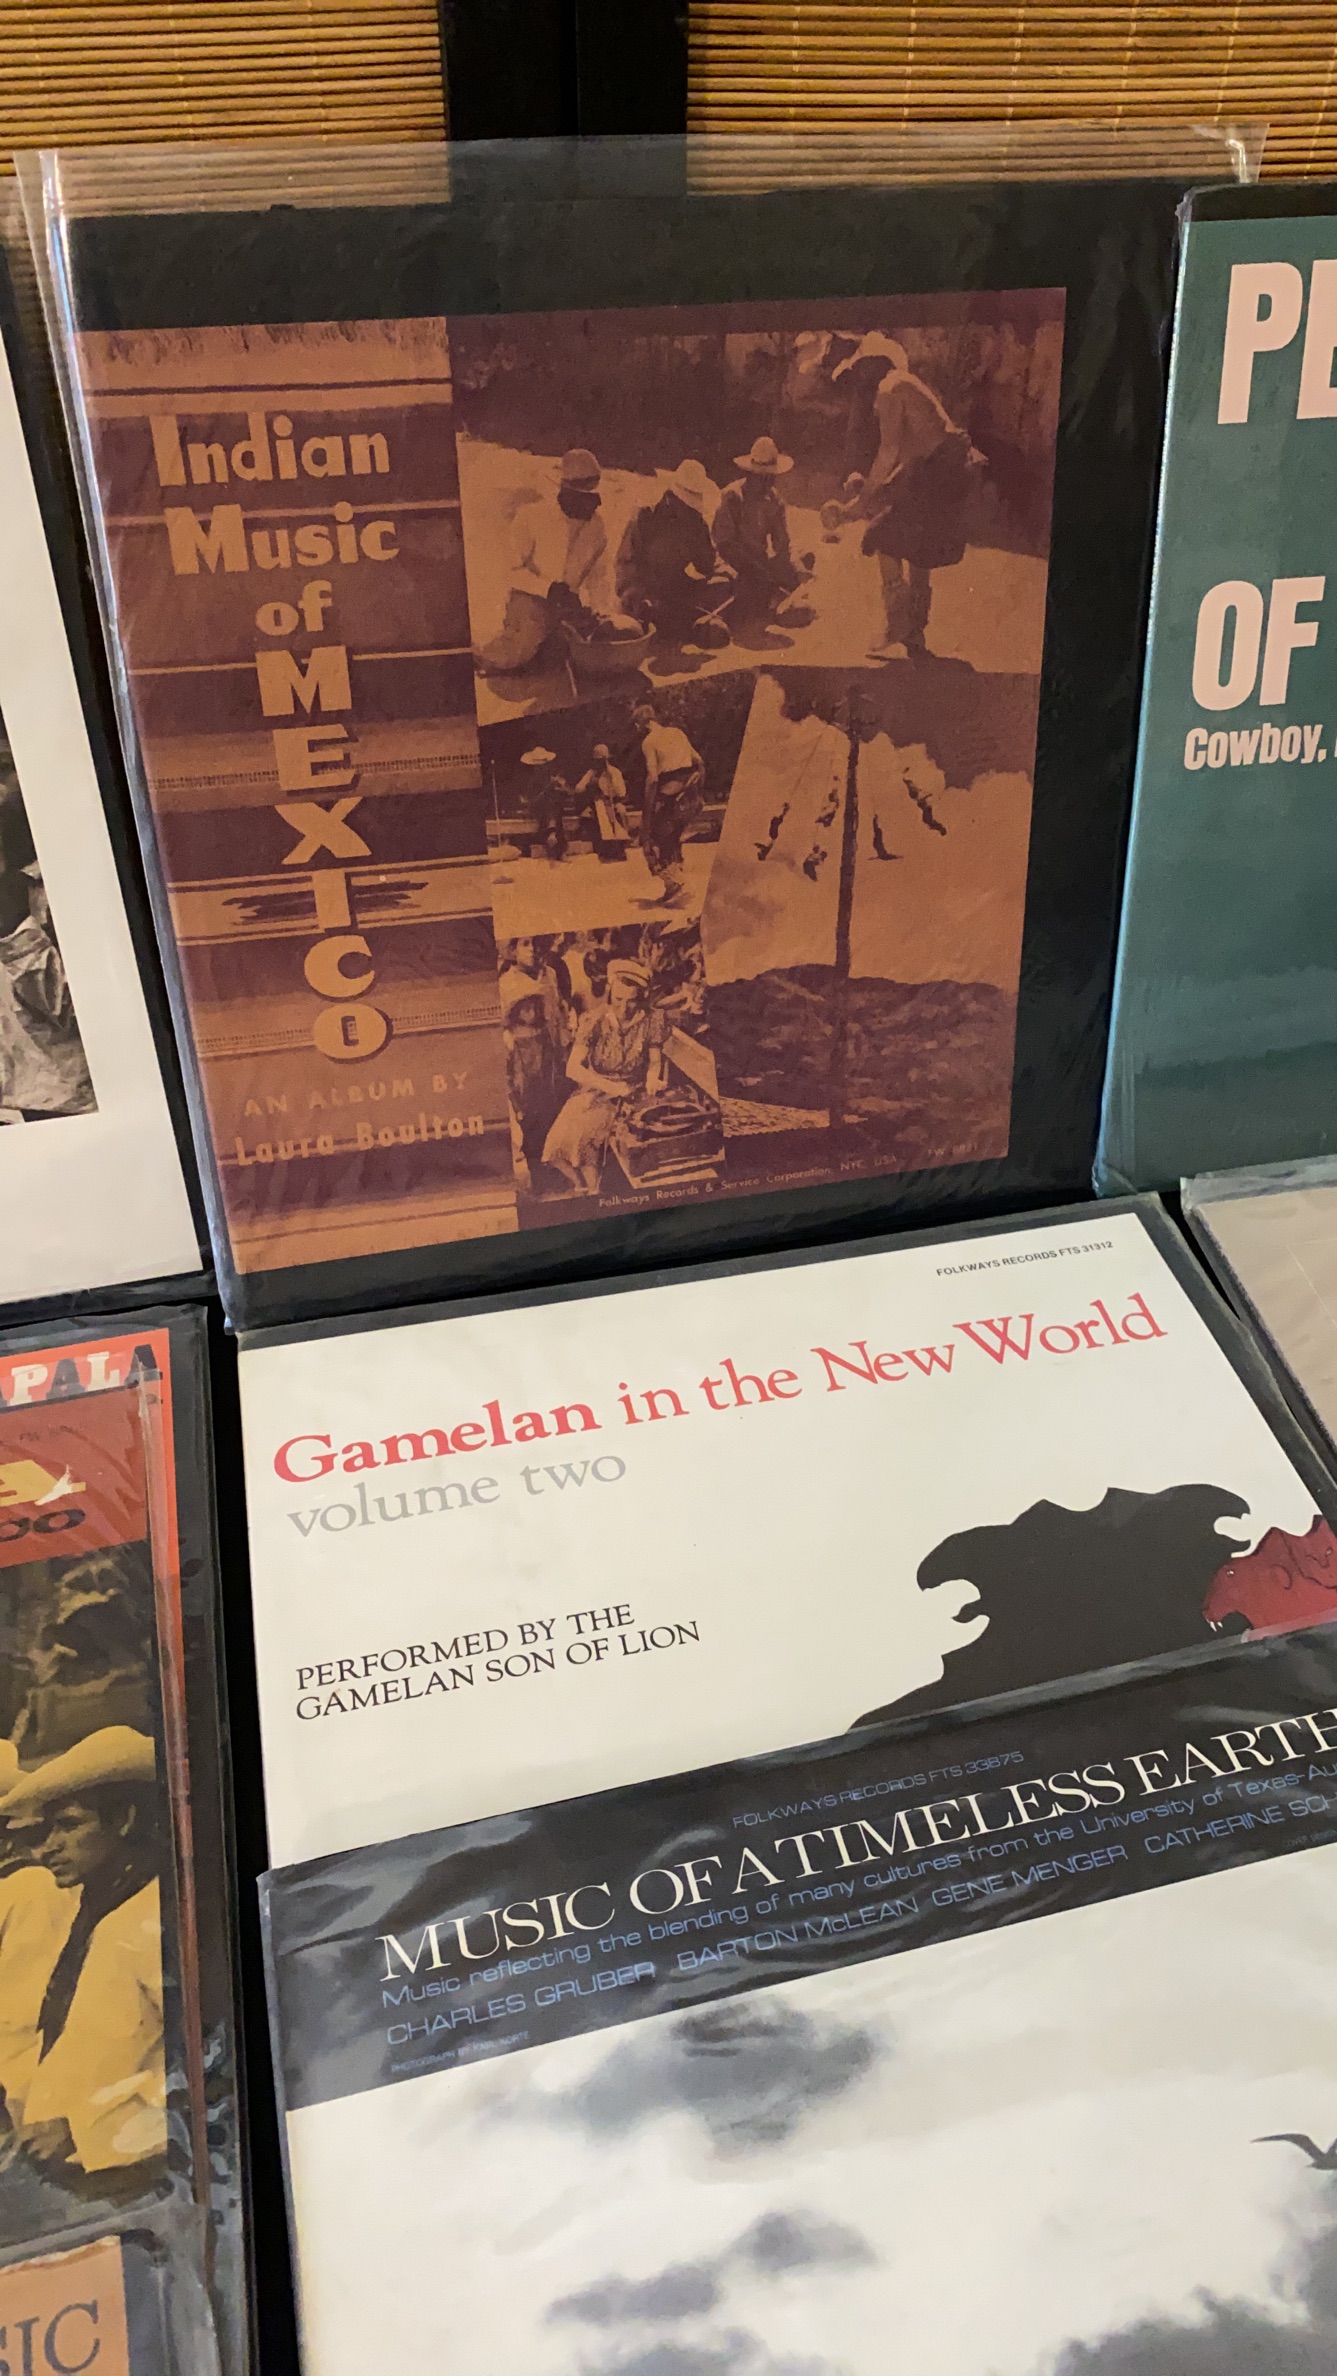 Indian
Music
of
MEXICO
AN ALBUM BY
Laura Boulton
Folkways Records & Service Corporation, NYC, USA
OF
Cowboy,
PALA
FOLKWAYS RECORDS FTS 31312
Gamelan in the New World
volume two
PERFORMED BY THE
GAMELAN SON OF LION
FOLKWAYS RECORDS FTS 33875
MUSIC OF A TIMELESS EARTH
Music reflecting the blending of many cultures from the University of Texas-Au
CHARLES GRUBER BARTON McLEAN GENE MENGER CATHERINE SCH
SIC